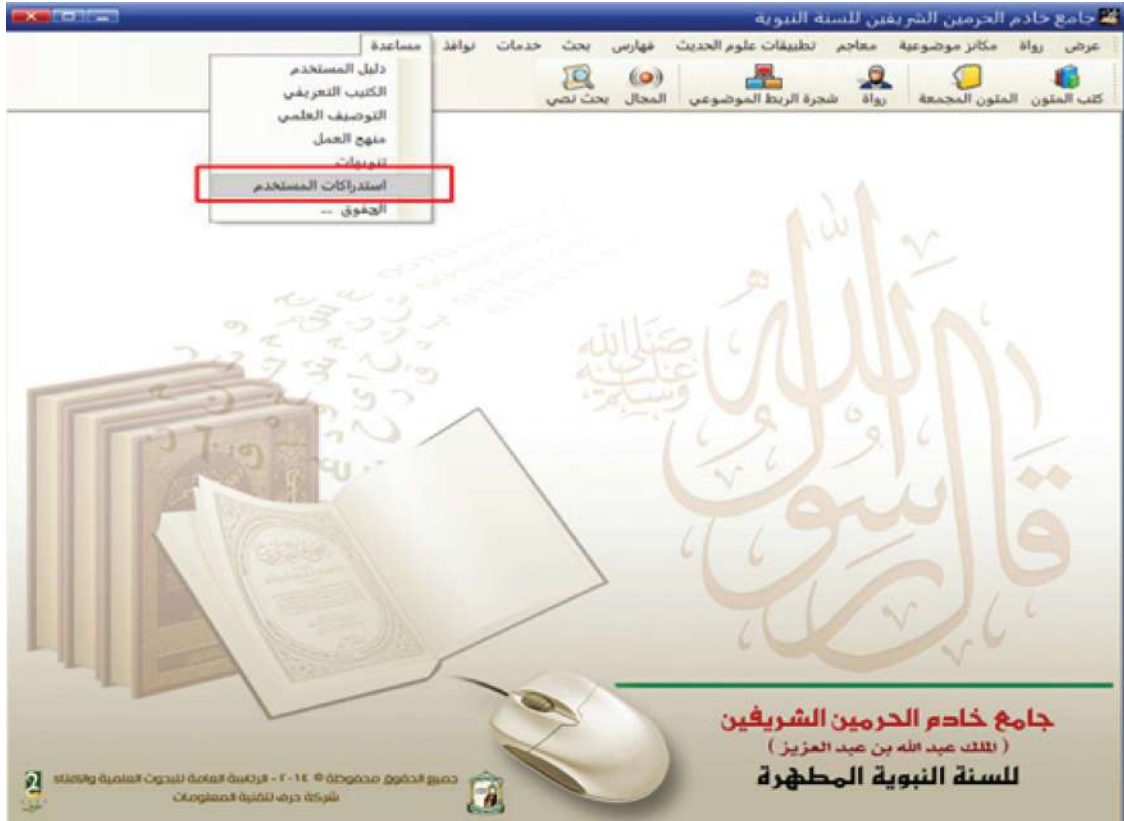 جامع خادم الحرمين الشريفين للسنة النبوية
عرض رواة مكانز موضوعية معاجم تطبيقات علوم الحديث فهارس بحث خدمات نوافذ مساعدة
كتب المتون المتون المجمعة رواة شجرة الربط الموضوعي المجال بحث نصي
دليل المستخدم
الكتيب التعريفي
التوصيف العلمي
منهج العمل
تنويهات
استدراكات المستخدم
الحقوق ...
قال رسول الله
صلى الله عليه وسلم
جامع خادم الحرمين الشريفين
( الملك عبد الله بن عبد العزيز )
للسنة النبوية المطهرة
جميع الحقوق محفوظة © ٢٠١٤ - الرئاسة العامة للبحوث العلمية والإفتاء
شركة حرف لتقنية المعلومات